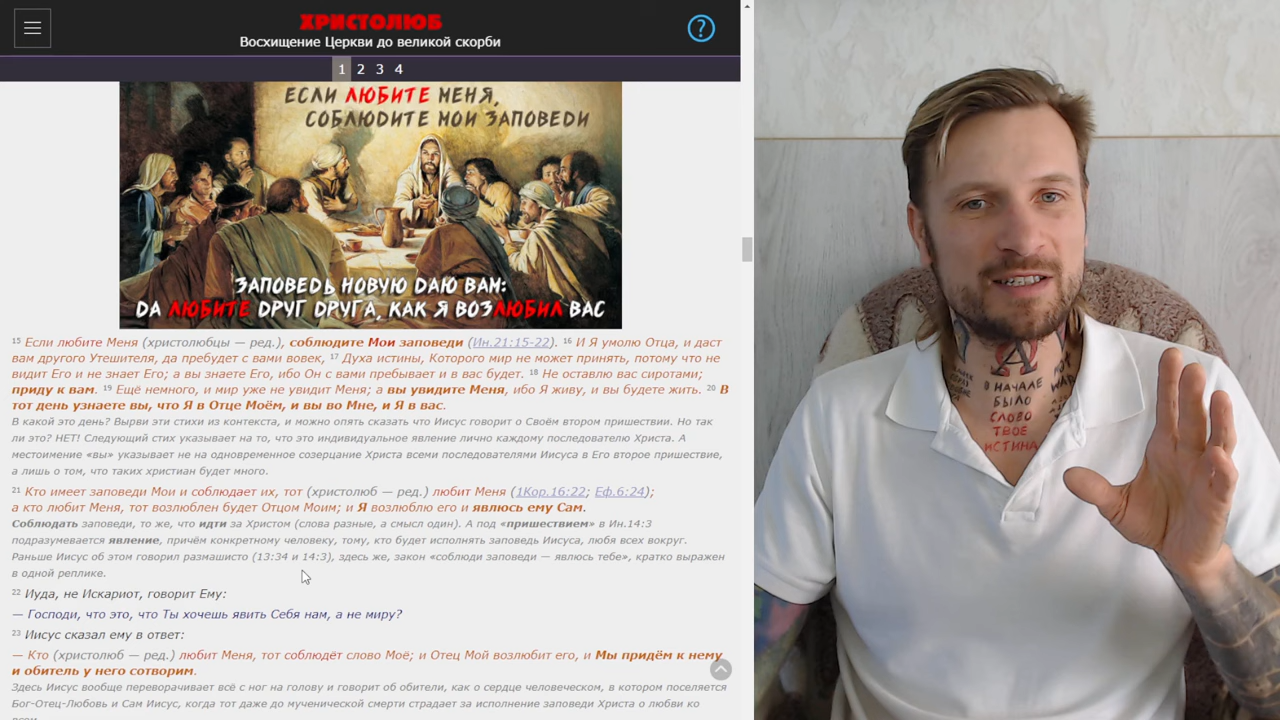 ХРИСТОЛЮБ
Восхищение Церкви до великой скорби
?
1 2 3 4
ЕСЛИ ЛЮБИТЕ МЕНЯ,
СОБЛЮДИТЕ МОИ ЗАПОВЕДИ
ЗАПОВЕДЬ НОВУЮ ДАЮ ВАМ:
ДА ЛЮБИТЕ ДРУГ ДРУГА, КАК Я ВОЗЛЮБИЛ ВАС
15 Если любите Меня (христолюбцы — ред.), соблюдите Мои заповеди (Ин.21:15-22). 16 И Я умолю Отца, и даст
вам другого Утешителя, да пребудет с вами вовек, 17 Духа истины, Которого мир не может принять, потому что не
видит Его и не знает Его; а вы знаете Его, ибо Он с вами пребывает и в вас будет. 18 Не оставлю вас сиротами;
приду к вам. 19 Ещё немного, и мир уже не увидит Меня; а вы увидите Меня, ибо Я живу, и вы будете жить. 20 В
тот день узнаете вы, что Я в Отце Моём, и вы во Мне, и Я в вас.
В какой это день? Вырви эти стихи из контекста, и можно опять сказать что Иисус говорит о Своём втором пришествии. Но так
ли это? НЕТ! Следующий стих указывает на то, что это индивидуальное явление лично каждому последователю Христа. А
местоимение «вы» указывает не на одновременное созерцание Христа всеми последователями Иисуса в Его второе пришествие,
а лишь о том, что таких христиан будет много.
21 Кто имеет заповеди Мои и соблюдает их, тот (христолюб — ред.) любит Меня (1Кор.16:22; Еф.6:24);
а кто любит Меня, тот возлюблен будет Отцом Моим; и Я возлюблю его и явлюсь ему Сам.
Соблюдать заповеди, то же, что идти за Христом (слова разные, а смысл один). А под «пришествием» в Ин.14:3
подразумевается явление, причём конкретному человеку, тому, кто будет исполнять заповедь Иисуса, любя всех вокруг.
Раньше Иисус об этом говорил размашисто (13:34 и 14:3), здесь же, закон «соблюди заповеди — явлюсь тебе», кратко выражен
в одной реплике.
22 Иуда, не Искариот, говорит Ему:
— Господи, что это, что Ты хочешь явить Себя нам, а не миру?
23 Иисус сказал ему в ответ:
— Кто (христолюб — ред.) любит Меня, тот соблюдёт слово Моё; и Отец Мой возлюбит его, и Мы придём к нему
и обитель у него сотворим.
Здесь Иисус вообще переворачивает всё с ног на голову и говорит об обители, как о сердце человеческом, в котором поселяется
Бог-Отец-Любовь и Сам Иисус, когда тот даже до мученической смерти страдает за исполнение заповеди Христа о любви ко
В НАЧАЛЕ
БЫЛО
СЛОВО
ТВОЕ
ИСТИНА